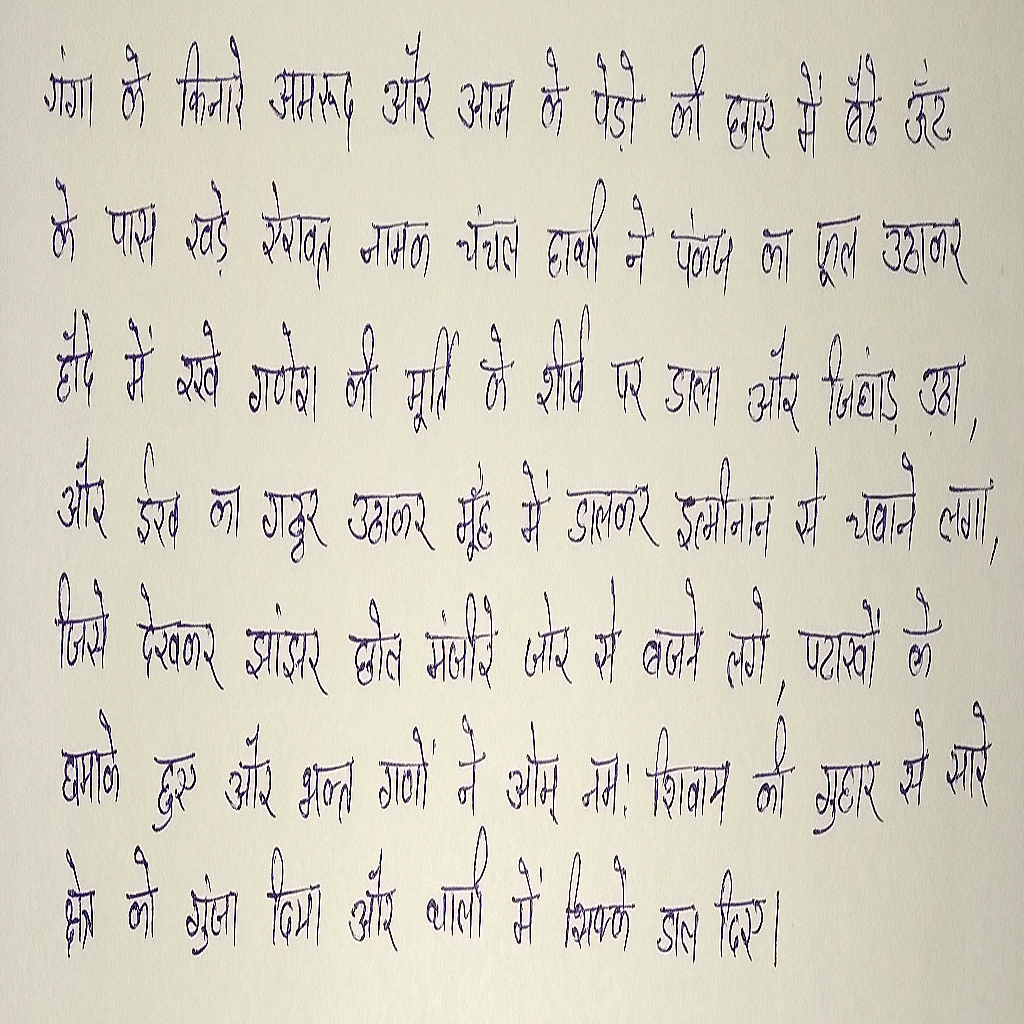 गंगा के किनारे अमरूद और आम के पेड़ो की छाए में बैठे ऊँट
के पास खड़े ऐरावत नामक चंचल हाथी ने पंकज का फूल उठाकर
हौदे में रखे गणेश की मूर्ति के शीर्ष पर डाला और चिंघाड़ उठा,
और ईख का गठ्ठर उठाकर मूँह में डालकर इत्मीनान से चबाने लगा,
जिसे देखकर झांझर ढोल मंजीरे जोर से बजने लगे, पटाखों के
धमाके हुए और भक्त गणों ने ओम् नमः शिवाय की गुहार से सारे
क्षेत्र को गुंजा दिया और थाली में सिक्के डाल दिए।